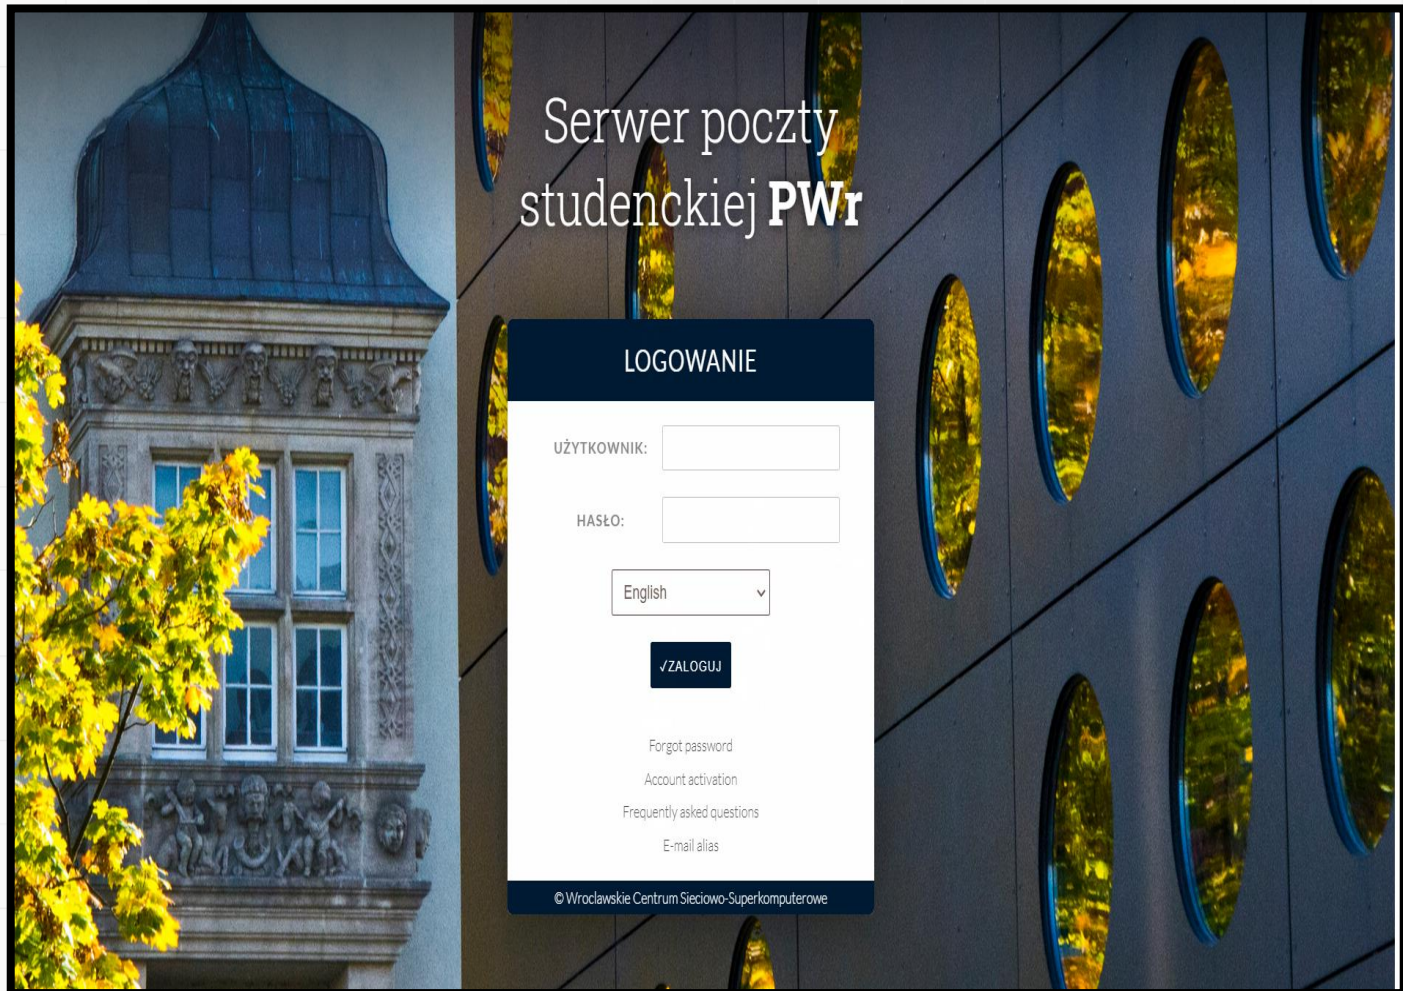 Serwer poczty
studenckiej PWr
LOGOWANIE
UŻYTKOWNIK:
HASŁO:
English
√ZALOGUJ
Forgot password
Account activation
Frequently asked questions
E-mail alias
© Wroclawskie Centrum Sieciowo-Superkomputerowe